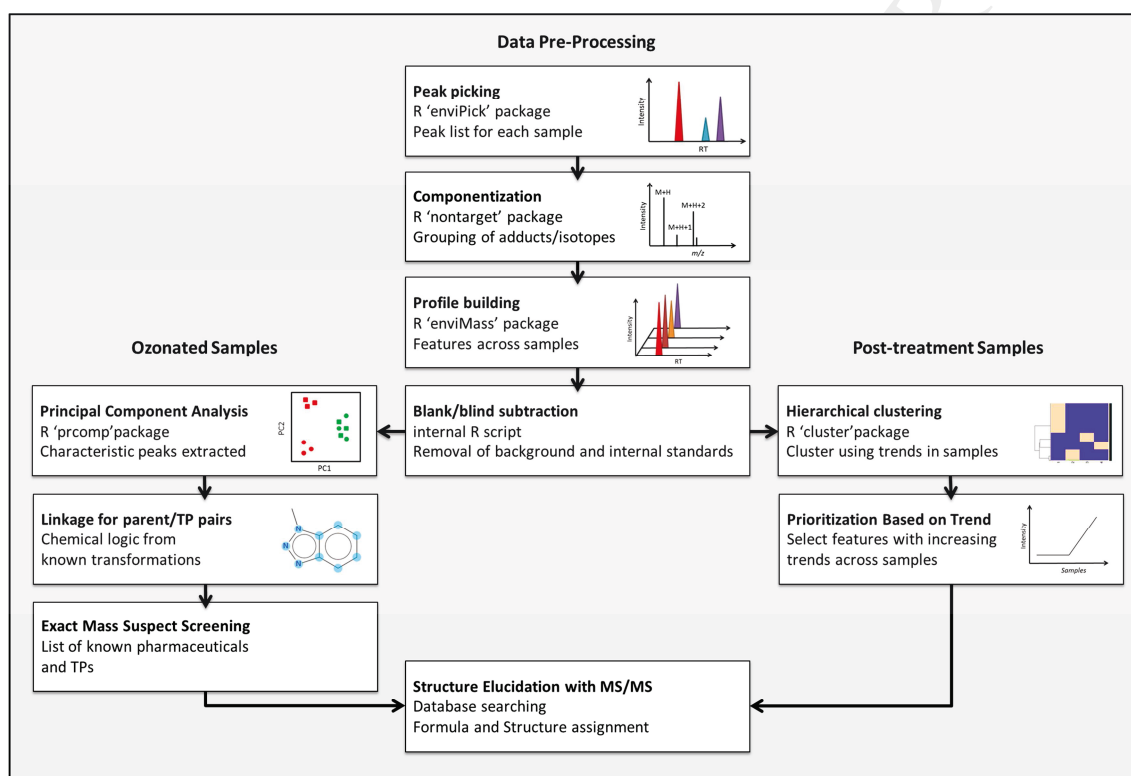 Data Pre-Processing
Peak picking
R 'enviPick' package
Peak list for each sample
Intensity
RT
Componentization
R 'nontarget' package
Grouping of adducts/isotopes
Intensity
M+H
M+H+2
M+H+1
m/z
Profile building
R 'enviMass' package
Features across samples
Intensity
RT
Blank/blind subtraction
internal R script
Removal of background and internal standards
Ozonated Samples
Principal Component Analysis
R 'prcomp'package
Characteristic peaks extracted
PC2
PC1
Linkage for parent/TP pairs
Chemical logic from
known transformations
N
N
N
Exact Mass Suspect Screening
List of known pharmaceuticals
and TPs
Post-treatment Samples
Hierarchical clustering
R 'cluster'package
Cluster using trends in samples
Prioritization Based on Trend
Select features with increasing
trends across samples
Intensity
Samples
Structure Elucidation with MS/MS
Database searching
Formula and Structure assignment